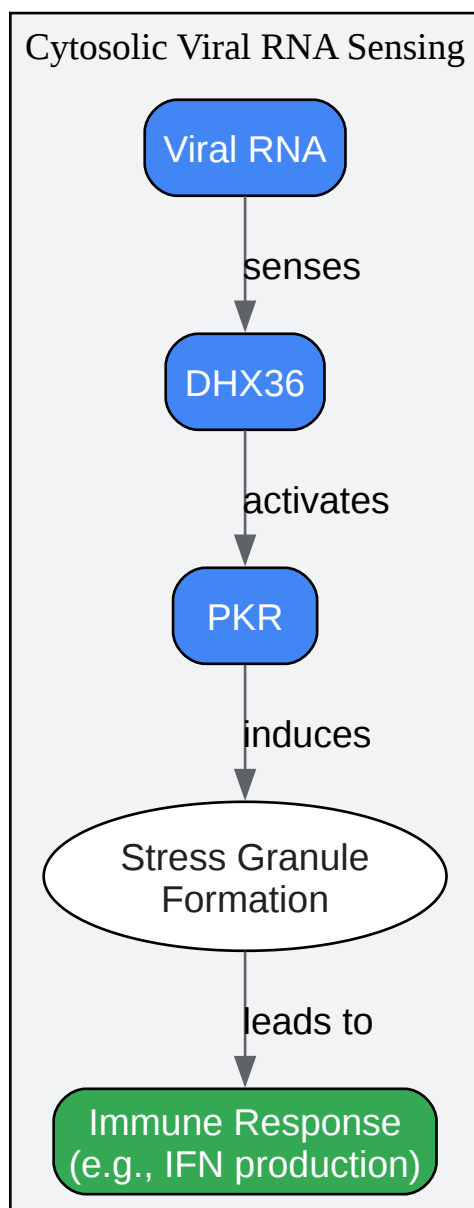 Cytosolic Viral RNA Sensing
Viral RNA
senses
DHX36
activates
PKR
induces
Stress Granule
Formation
leads to
Immune Response
(e.g., IFN production)